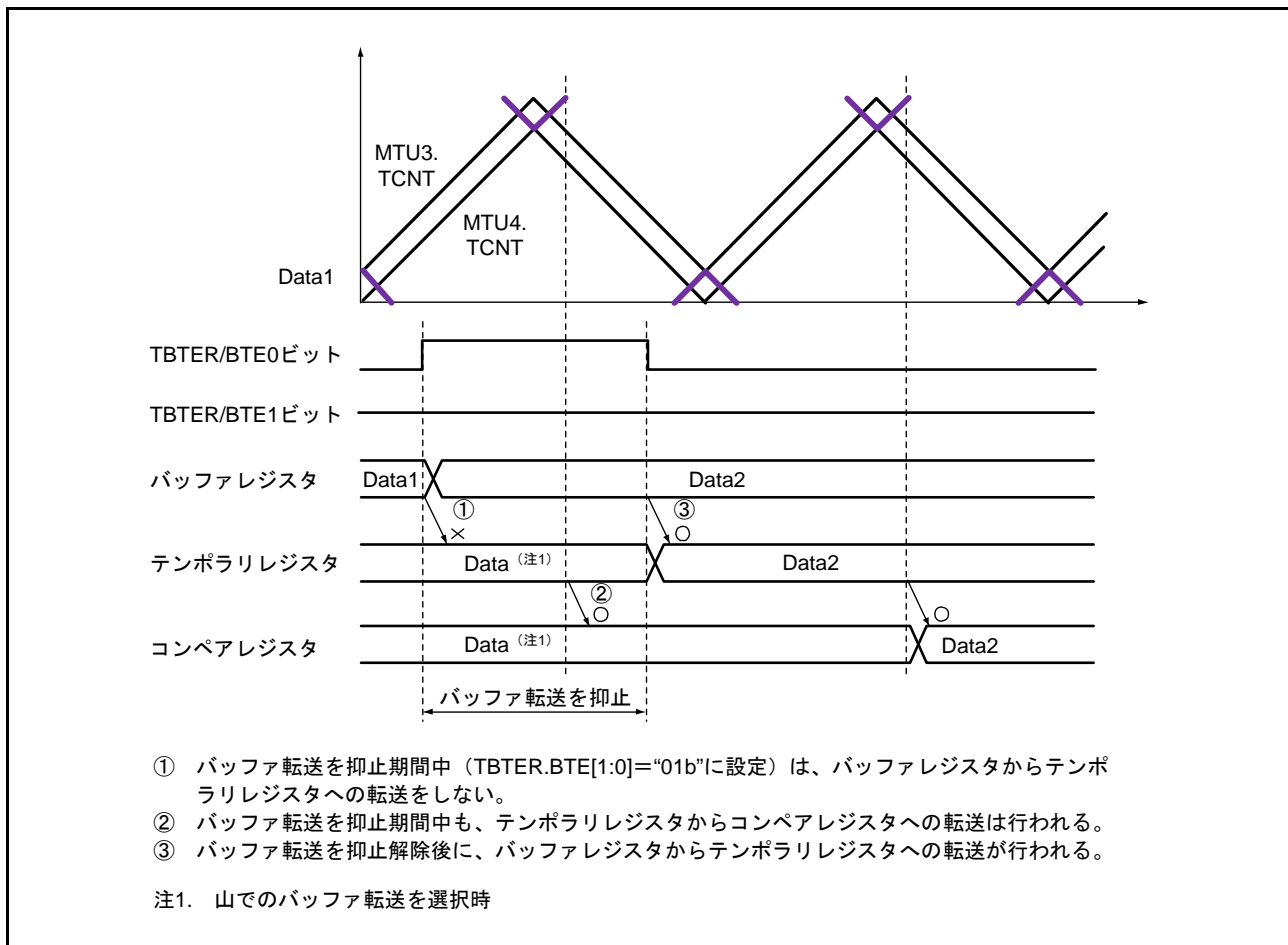 MTU3.
TCNT
MTU4.
TCNT
Data1
TBTER/BTE0ビット
TBTER/BTE1ビット
バッファレジスタ
Data1
Data2
①
×
③
○
テンポラリレジスタ
Data（注1）
Data2
②
○
○
コンペアレジスタ
Data（注1）
Data2
バッファ転送を抑止
① バッファ転送を抑止期間中（TBTER.BTE[1:0]＝“01b”に設定）は、バッファレジスタからテンポ
ラリレジスタへの転送をしない。
② バッファ転送を抑止期間中も、テンポラリレジスタからコンペアレジスタへの転送は行われる。
③ バッファ転送を抑止解除後に、バッファレジスタからテンポラリレジスタへの転送が行われる。
注1. 山でのバッファ転送を選択時